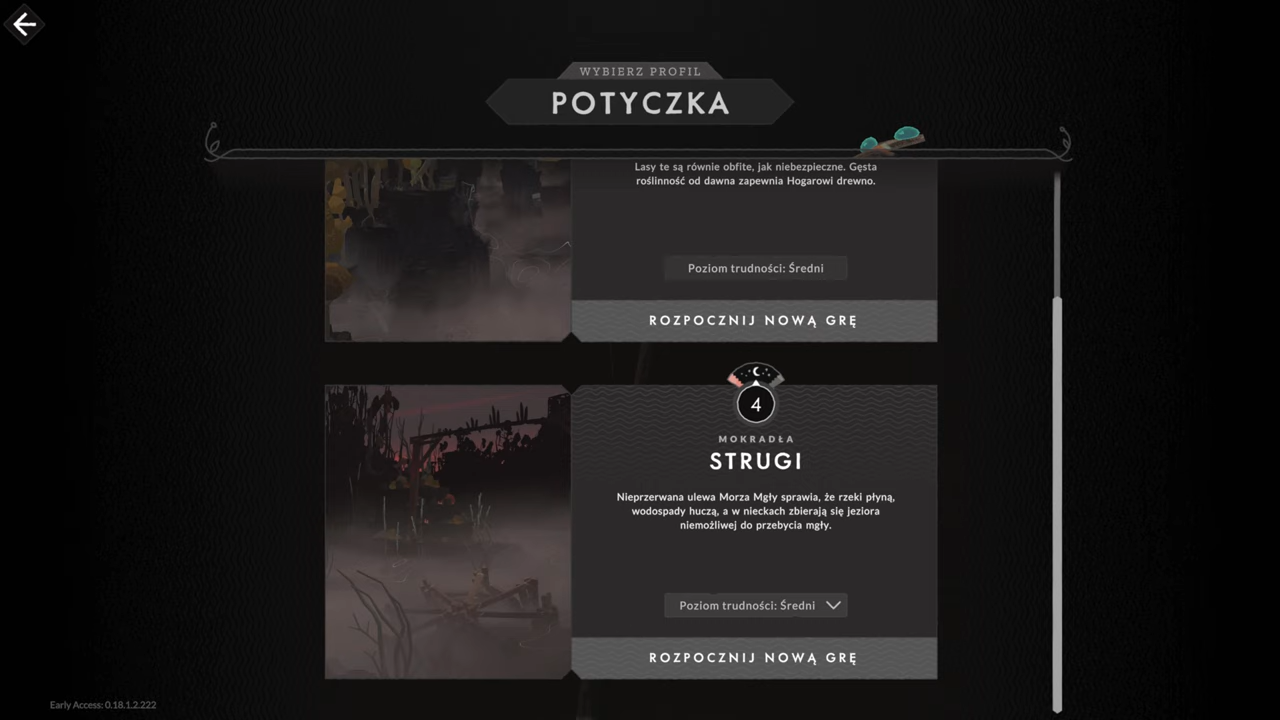 WYBIERZ PROFIL
POTYCZKA
Lasy te są równie obfite, jak niebezpieczne. Gęsta
roślinność od dawna zapewnia Hogarowi drewno.
Poziom trudności: Średni
ROZPOCZNIJ NOWĄ GRĘ
4
MOKRADŁA
STRUGI
Nieprzerwana ulewa Morza Mgły sprawia, że rzeki płyną,
wodospady huczą, a w nieckach zbierają się jeziora
niemożliwej do przebycia mgły.
Poziom trudności: Średni
ROZPOCZNIJ NOWĄ GRĘ
Early Access: 0.18.1.2.222